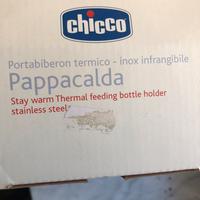 chicco
Portabiberon termico - inox infrangibile
Pappacalda
Stay warm Thermal feeding bottle holder
stainless steel